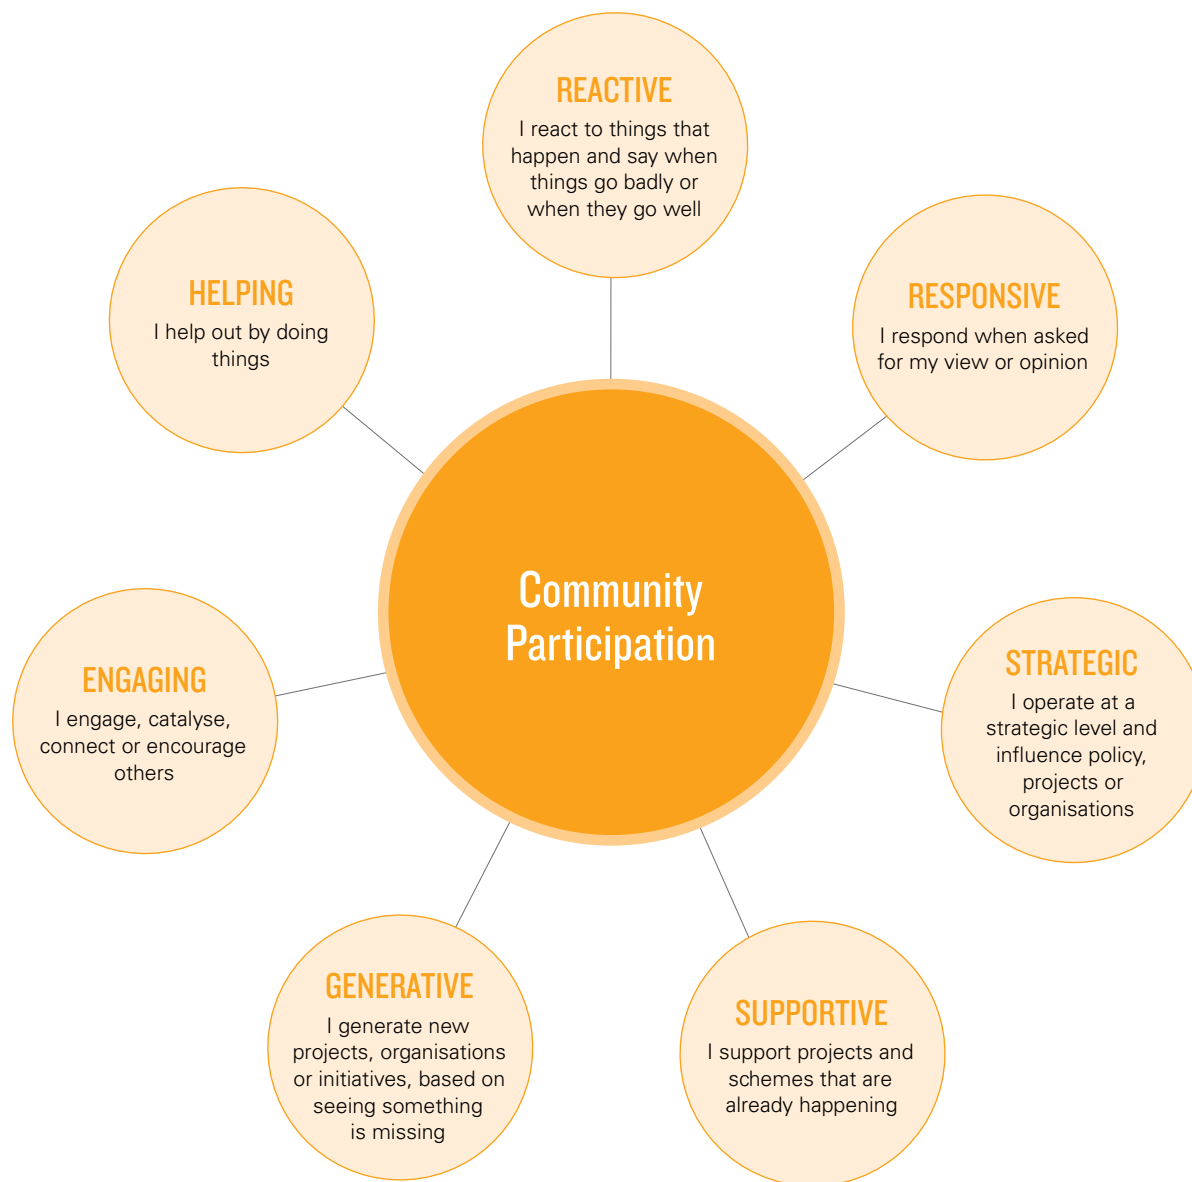 REACTIVE
I react to things that
happen and say when
things go badly or
when they go well
HELPING
I help out by doing
things
RESPONSIVE
I respond when asked
for my view or opinion
Community
Participation
ENGAGING
I engage, catalyse,
connect or encourage
others
STRATEGIC
I operate at a
strategic level and
influence policy,
projects or
organisations
GENERATIVE
I generate new
projects, organisations
or initiatives, based on
seeing something
is missing
SUPPORTIVE
I support projects and
schemes that are
already happening